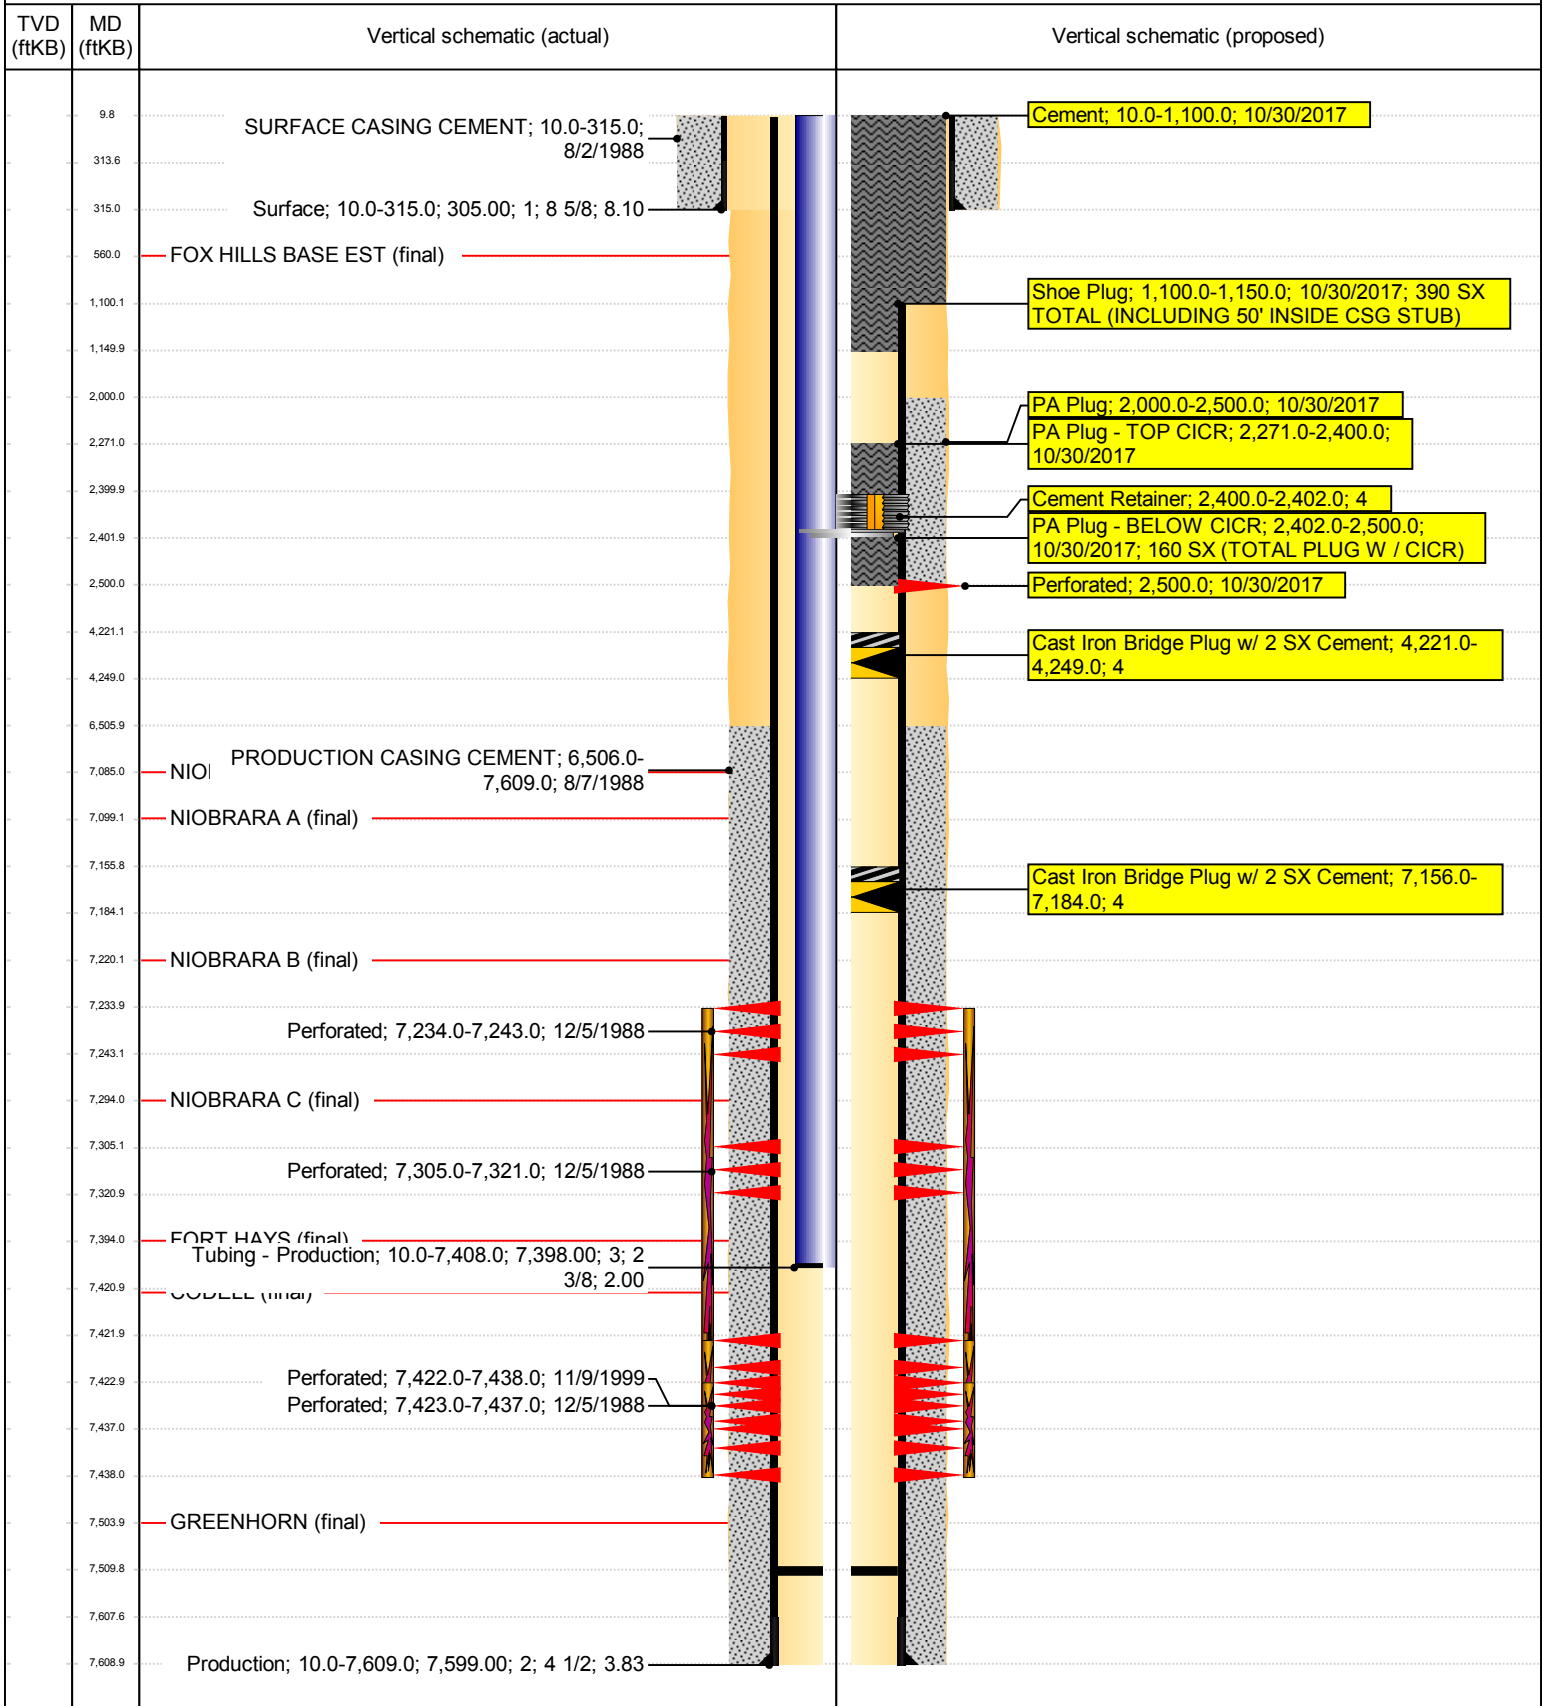 TVD (ftKB)
MD (ftKB)
Vertical schematic (actual)
Vertical schematic (proposed)
9.8
313.6
315.0
560.0
1,100.1
1,149.9
2,000.0
2,271.0
2,399.9
2,401.9
2,500.0
4,221.1
4,249.0
6,505.9
7,085.0
7,099.1
7,155.8
7,184.1
7,220.1
7,233.9
7,243.1
7,294.0
7,305.1
7,320.9
7,394.0
7,420.9
7,421.9
7,422.9
7,437.0
7,438.0
7,503.9
7,509.8
7,607.6
7,608.9
SURFACE CASING CEMENT; 10.0-315.0;
8/2/1988
Surface; 10.0-315.0; 305.00; 1; 8 5/8; 8.10
FOX HILLS BASE EST (final)
PRODUCTION CASING CEMENT; 6,506.0-
7,609.0; 8/7/1988
NIOBRARA A (final)
NIOBRARA B (final)
Perforated; 7,234.0-7,243.0; 12/5/1988
NIOBRARA C (final)
Perforated; 7,305.0-7,321.0; 12/5/1988
FORT HAYS (final)
Tubing - Production; 10.0-7,408.0; 7,398.00; 3; 2
3/8; 2.00
CODELL (final)
Perforated; 7,422.0-7,438.0; 11/9/1999
Perforated; 7,423.0-7,437.0; 12/5/1988
GREENHORN (final)
Production; 10.0-7,609.0; 7,599.00; 2; 4 1/2; 3.83
Cement; 10.0-1,100.0; 10/30/2017
Shoe Plug; 1,100.0-1,150.0; 10/30/2017; 390 SX
TOTAL (INCLUDING 50' INSIDE CSG STUB)
PA Plug; 2,000.0-2,500.0; 10/30/2017
PA Plug - TOP CICR; 2,271.0-2,400.0;
10/30/2017
Cement Retainer; 2,400.0-2,402.0; 4
PA Plug - BELOW CICR; 2,402.0-2,500.0;
10/30/2017; 160 SX (TOTAL PLUG W / CICR)
Perforated; 2,500.0; 10/30/2017
Cast Iron Bridge Plug w/ 2 SX Cement; 4,221.0-
4,249.0; 4
Cast Iron Bridge Plug w/ 2 SX Cement; 7,156.0-
7,184.0; 4